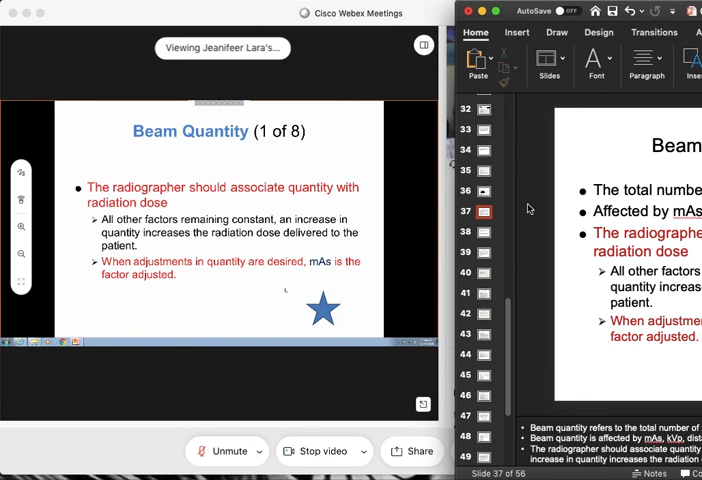 Cisco Webex Meetings
Viewing Jeanifeer Lara's...
Beam Quantity (1 of 8)
The radiographer should associate quantity with
radiation dose
All other factors remaining constant, an increase in
quantity increases the radiation dose delivered to the
patient.
When adjustments in quantity are desired, mAs is the
factor adjusted.
Unmute
Stop video
Share
AutoSave OFF
Home Insert Draw Design Transitions A
Paste
Slides
Font
Paragraph
Inser
32
33
34
35
36
37
38
39
40
41
42
43
44
45
46
47
48
49
Beam
The total numbe
Affected by mAs
The radiographe
radiation dose
All other factors
quantity increas
patient.
When adjustmen
factor adjusted.
Beam quantity refers to the total number of
Beam quantity is affected by mAs, kVp, dist
The radiographer should associate quantity
increase in quantity increases the radiation
Slide 37 of 56
Notes
Co